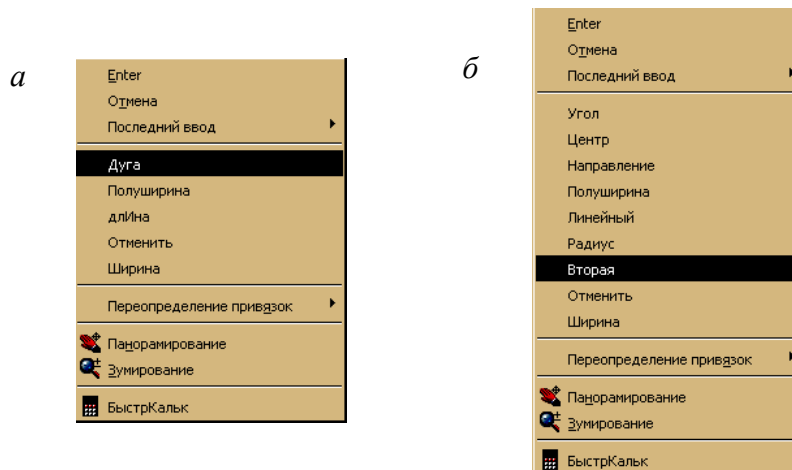 а
Enter
Отмена
Последний ввод
Дуга
Полуширина
длИна
Отменить
Ширина
Переопределение привязок
Панорамирование
Зумирование
БыстрКальк
б
Enter
Отмена
Последний ввод
Угол
Центр
Направление
Полуширина
Линейный
Радиус
Вторая
Отменить
Ширина
Переопределение привязок
Панорамирование
Зумирование
БыстрКальк